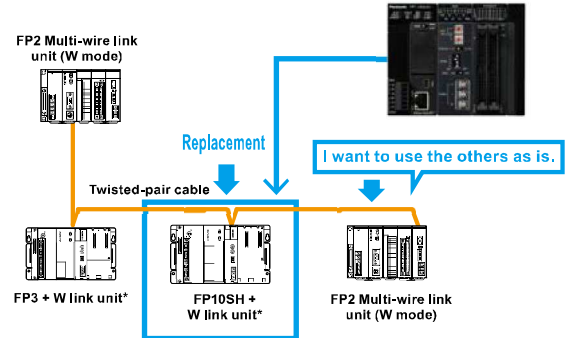 FP2 Multi-wire link
unit (W mode)
Replacement
I want to use the others as is.
Twisted-pair cable
FP3 + W link unit*
FP10SH +
W link unit*
FP2 Multi-wire link
unit (W mode)